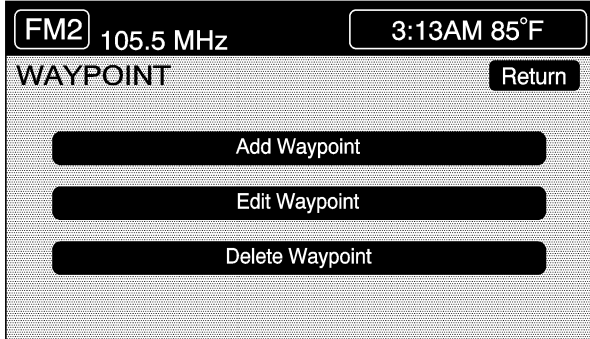 FM2 105.5 MHz 3:13AM 85°F
WAYPOINT Return
Add Waypoint
Edit Waypoint
Delete Waypoint